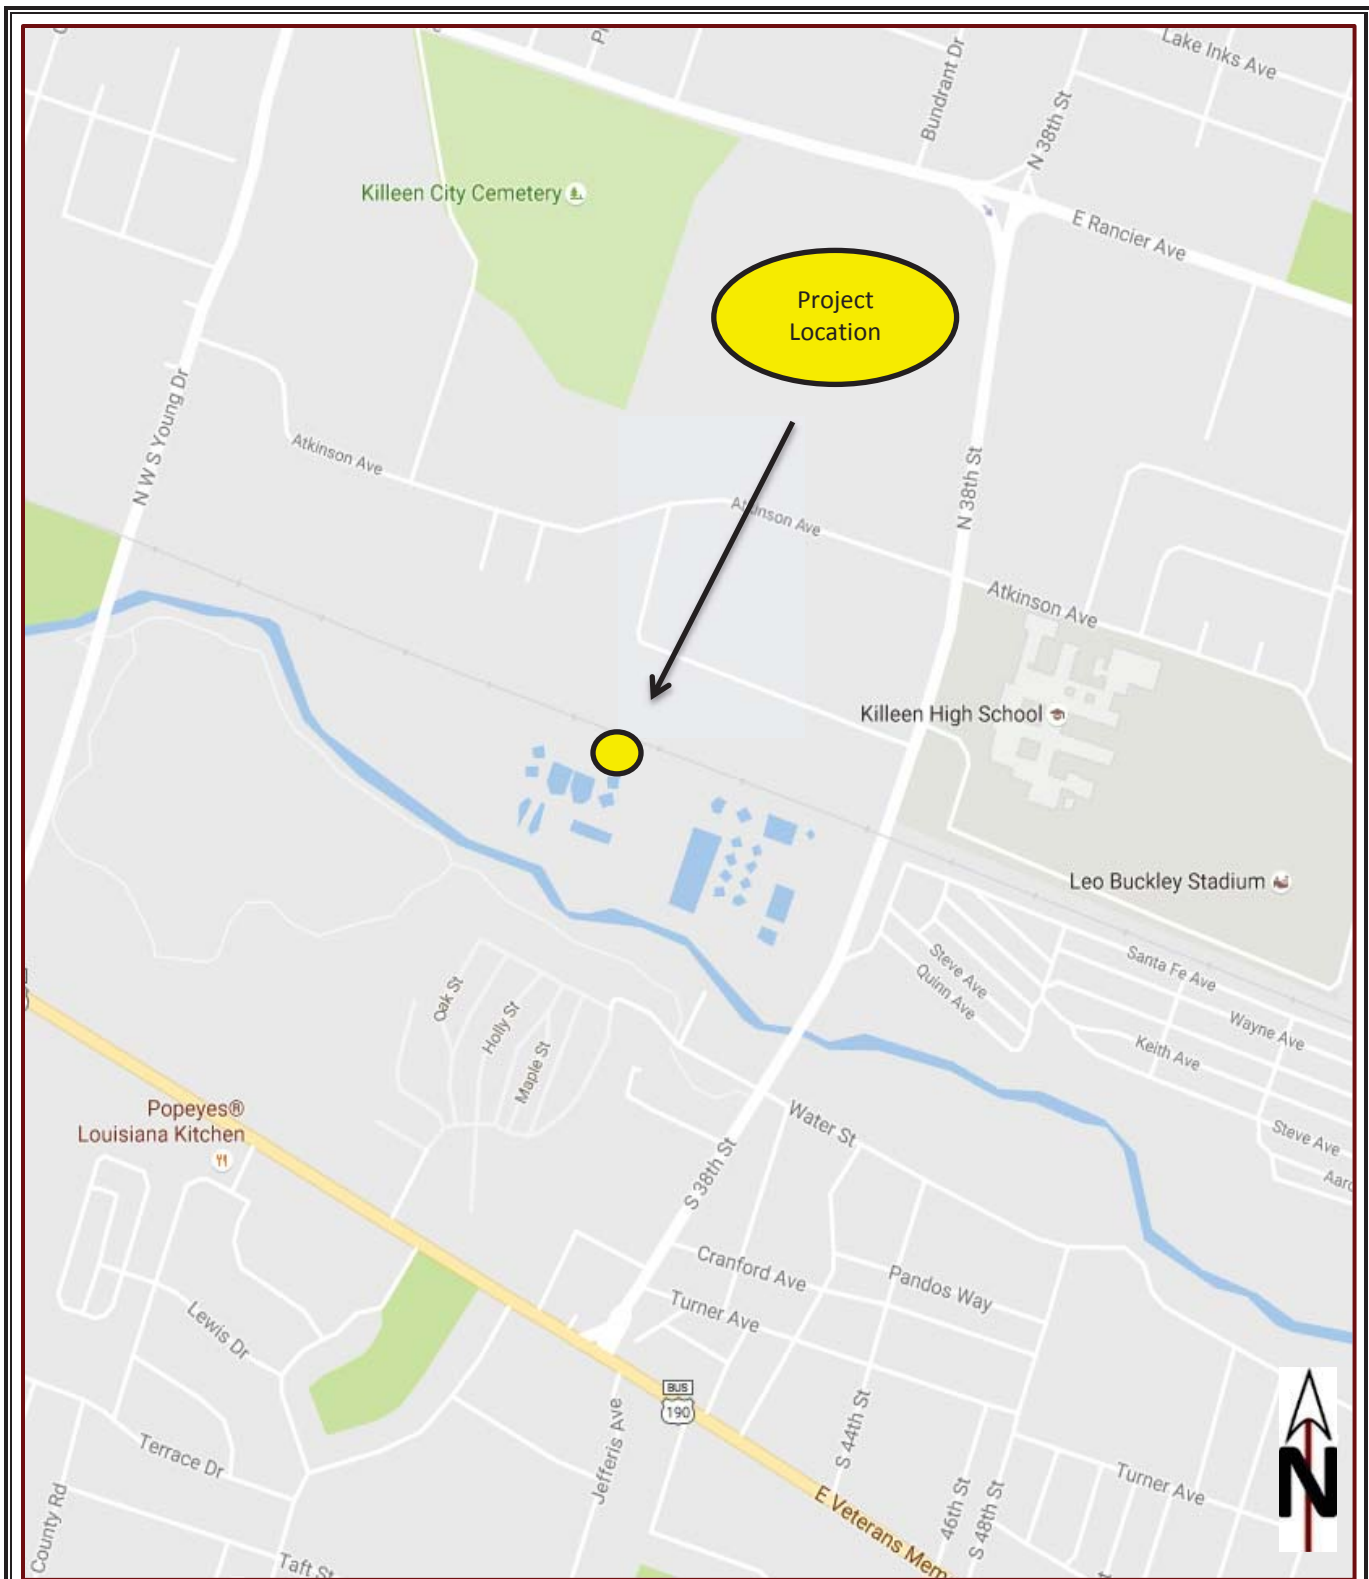 Lake Inks Ave
Bundrant Dr
N 38th St
Killeen City Cemetery
E Rancier Ave
Project
Location
N W S Young Dr
Atkinson Ave
N 38th St
Atkinson Ave
Atkinson Ave
Killeen High School
Leo Buckley Stadium
Steve Ave
Quinn Ave
Santa Fe Ave
Wayne Ave
Keith Ave
Steve Ave
Oak St
Holly St
Maple St
Popeyes®
Louisiana Kitchen
Water St
S 38th St
Cranford Ave
Pandos Way
Turner Ave
Lewis Dr
BUS
190
Jefferis Ave
S 44th St
Terrace Dr
Turner Ave
46th St
S 48th St
E Veterans Mem
County Rd
Taft St
N